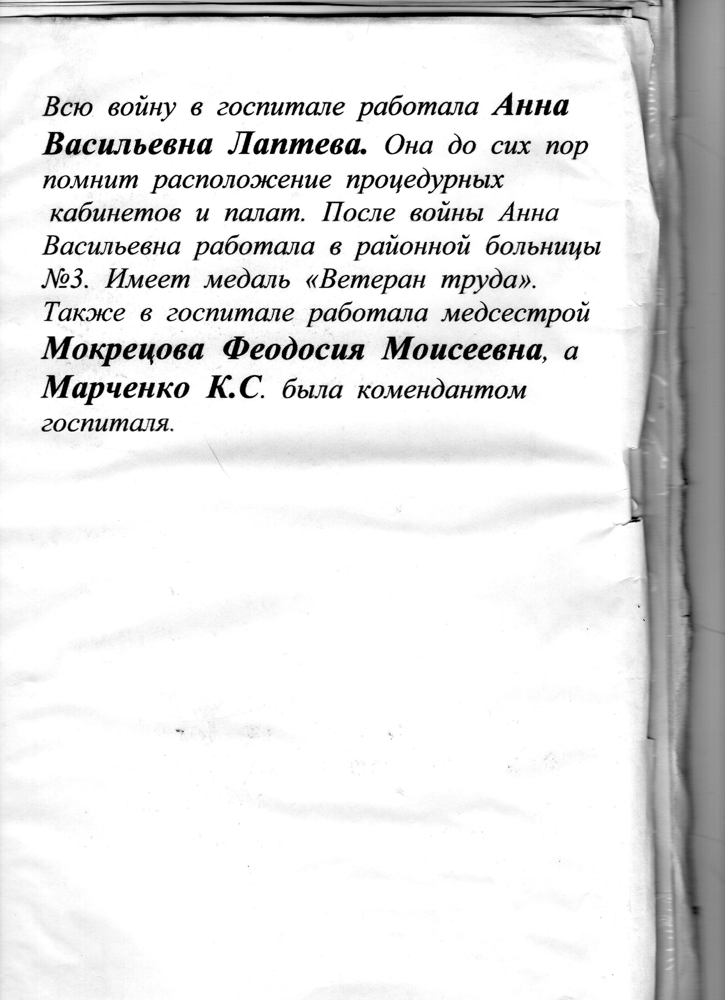 Всю войну в госпитале работала Анна
Васильевна Лаптева. Она до сих пор
помнит расположение процедурных
кабинетов и палат. После войны Анна
Васильевна работала в районной больницы
№3. Имеет медаль «Ветеран труда».
Также в госпитале работала медсестрой
Мокрецова Феодосия Моисеевна, а
Марченко К.С. была комендантом
госпиталя.